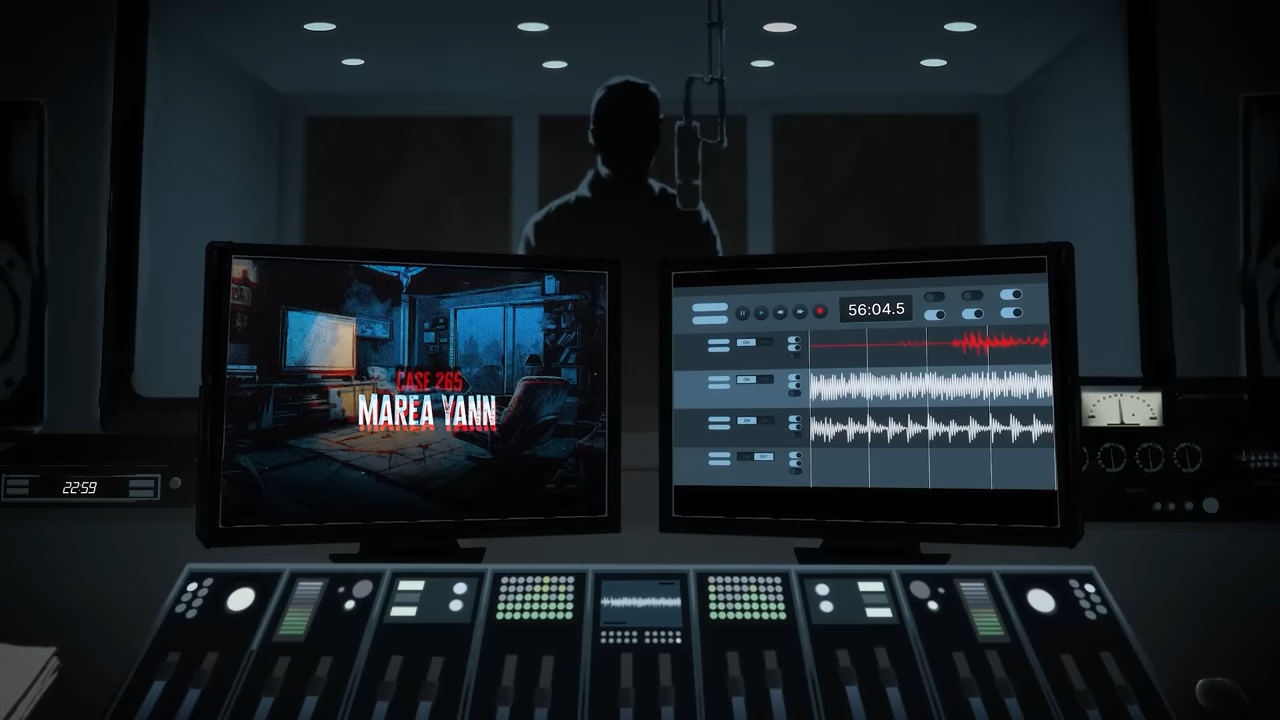 CASE 265
MAREA YANN
56:04.5
ON
ON
ON
OFF
22:59